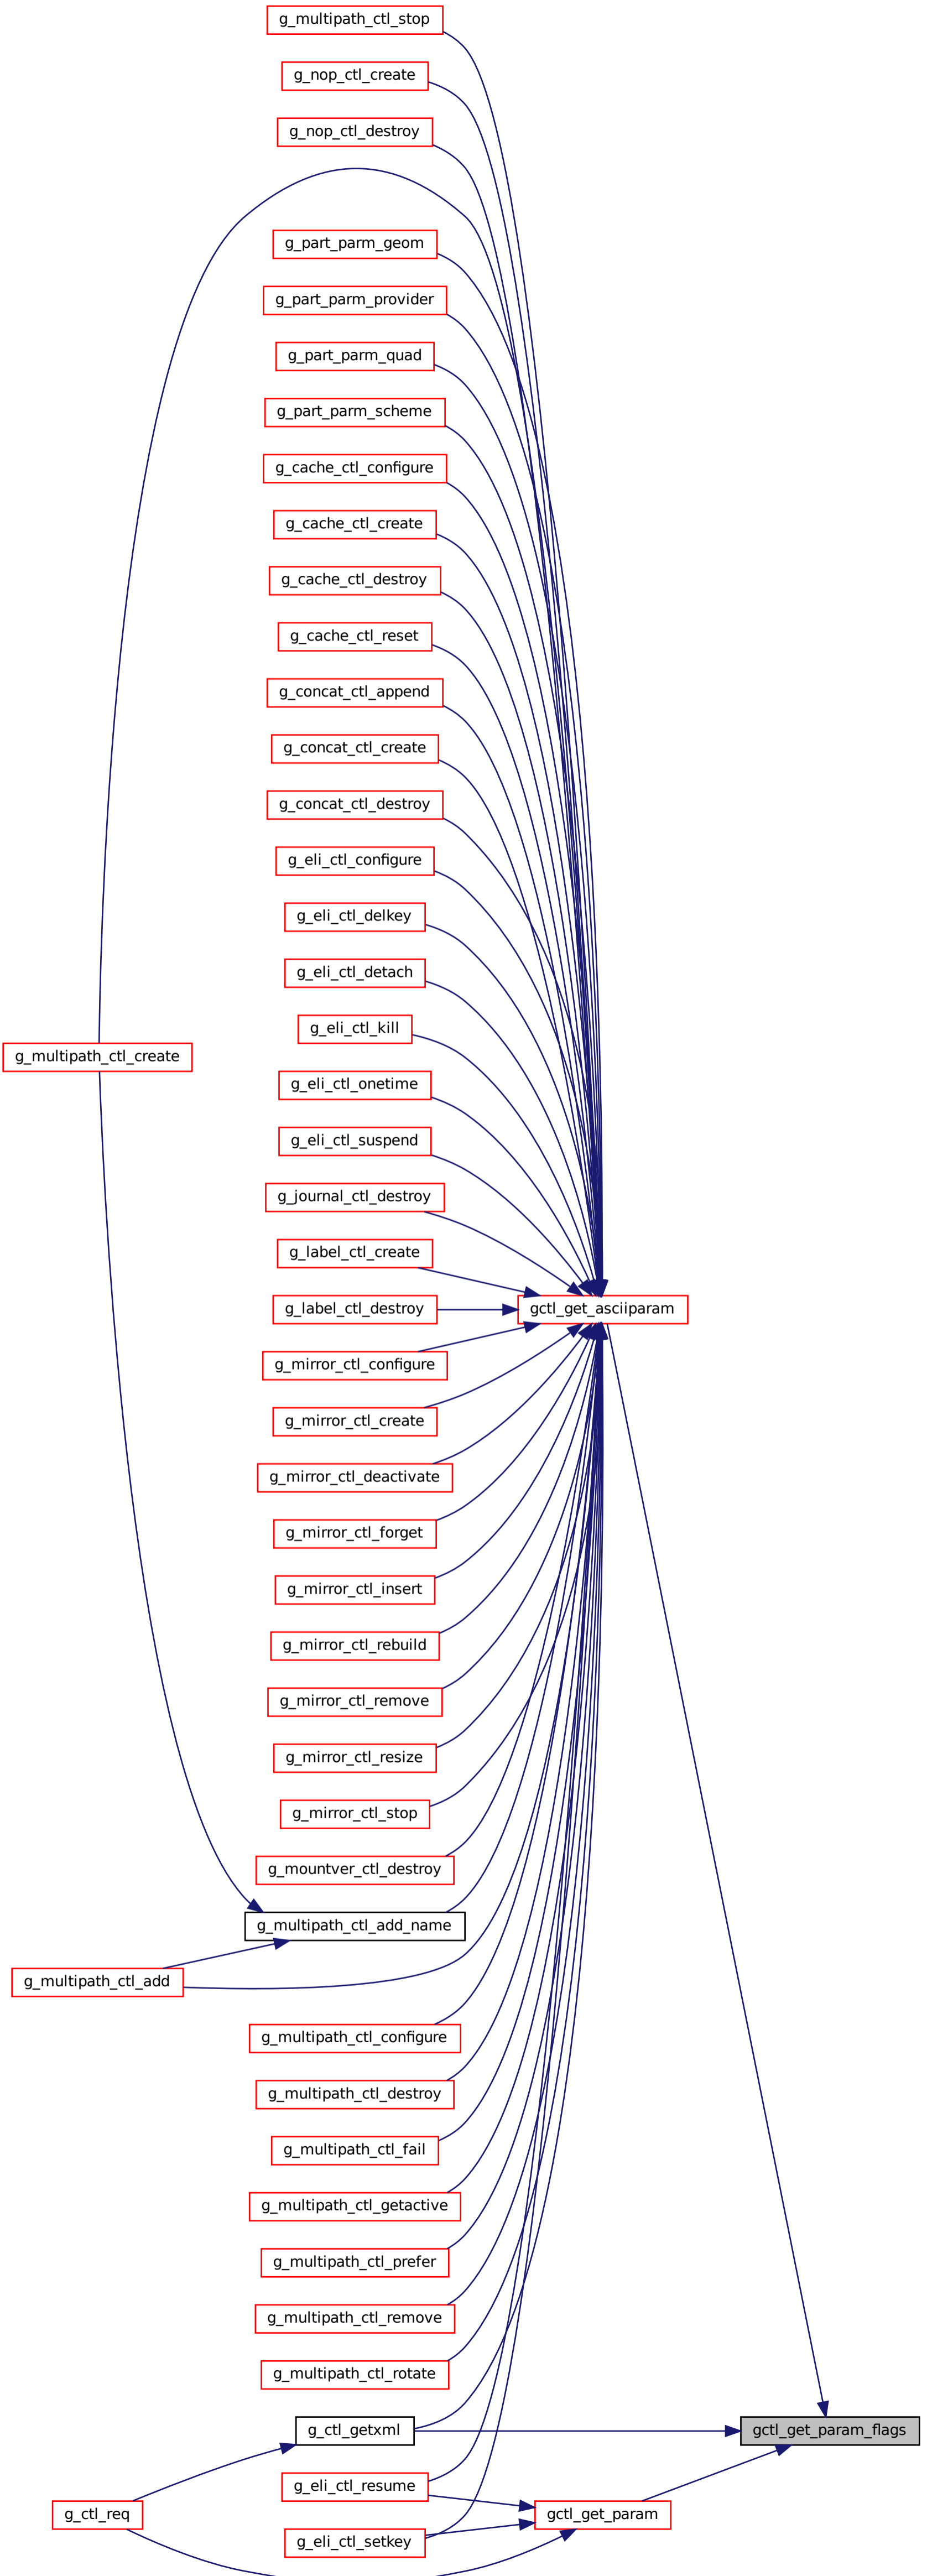 g_multipath_ctl_stop
g_nop_ctl_create
g_nop_ctl_destroy
g_part_parm_geom
g_part_parm_provider
g_part_parm_quad
g_part_parm_scheme
g_cache_ctl_configure
g_cache_ctl_create
g_cache_ctl_destroy
g_cache_ctl_reset
g_concat_ctl_append
g_concat_ctl_create
g_concat_ctl_destroy
g_eli_ctl_configure
g_eli_ctl_delkey
g_eli_ctl_detach
g_eli_ctl_kill
g_multipath_ctl_create
g_eli_ctl_onetime
g_eli_ctl_suspend
g_journal_ctl_destroy
g_label_ctl_create
g_label_ctl_destroy
gctl_get_asciiparam
g_mirror_ctl_configure
g_mirror_ctl_create
g_mirror_ctl_deactivate
g_mirror_ctl_forget
g_mirror_ctl_insert
g_mirror_ctl_rebuild
g_mirror_ctl_remove
g_mirror_ctl_resize
g_mirror_ctl_stop
g_mountver_ctl_destroy
g_multipath_ctl_add_name
g_multipath_ctl_add
g_multipath_ctl_configure
g_multipath_ctl_destroy
g_multipath_ctl_fail
g_multipath_ctl_getactive
g_multipath_ctl_prefer
g_multipath_ctl_remove
g_multipath_ctl_rotate
g_ctl_getxml
gctl_get_param_flags
g_eli_ctl_resume
g_ctl_req
gctl_get_param
g_eli_ctl_setkey